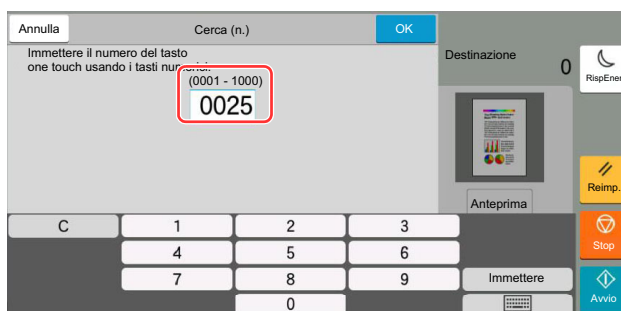 Annulla
Cerca (n.)
OK
Immettere il numero del tasto
one touch usando i tasti numerici.
(0001 - 1000)
0025
Destinazione
0
RispEner
Anteprima
Reimp.
C
1
2
3
4
5
6
7
8
9
0
Immettere
Stop
Avvio